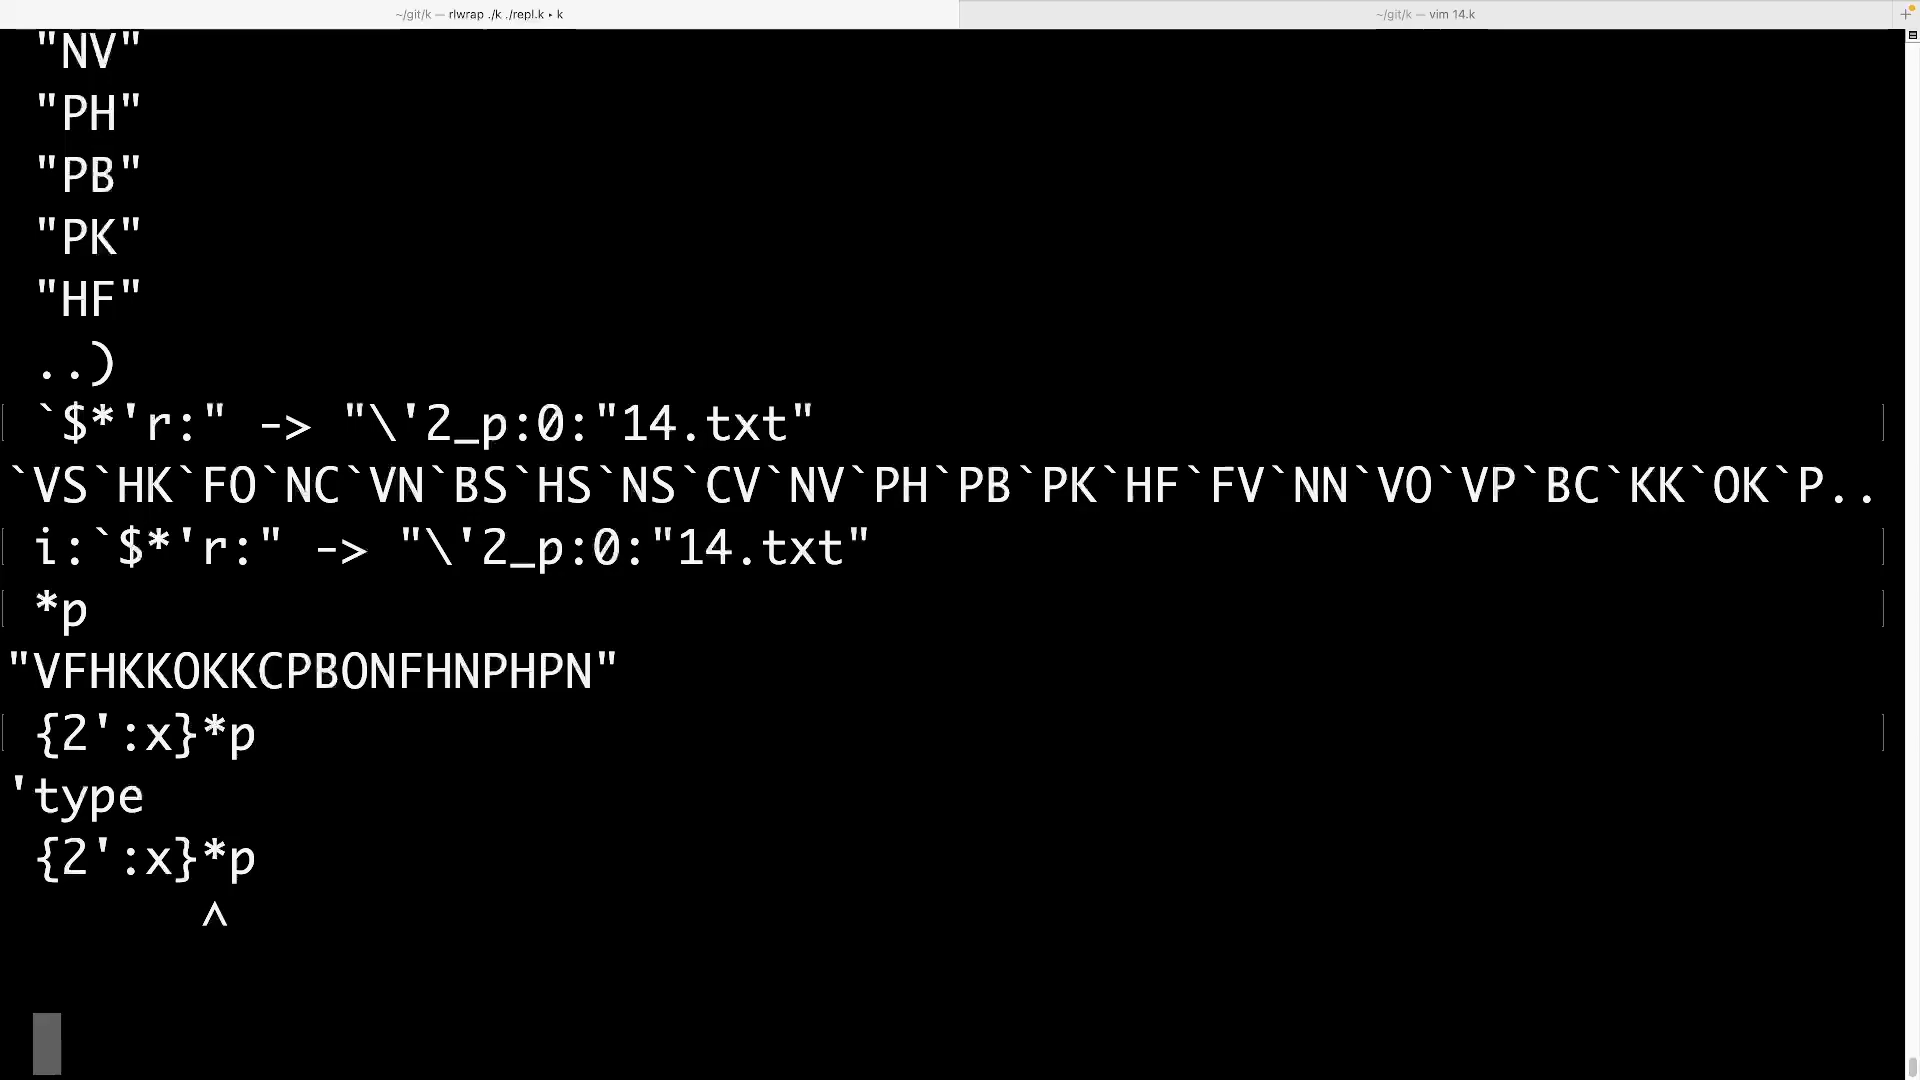 ~/git/k — rlwrap ./k ./repl.k ▸ k
~/git/k — vim 14.k
"NV"
"PH"
"PB"
"PK"
"HF"
..)
`$*'r:" -> "\'2_p:0:"14.txt"
`VS`HK`FO`NC`VN`BS`HS`NS`CV`NV`PH`PB`PK`HF`FV`NN`VO`VP`BC`KK`OK`P..
i:`$*'r:" -> "\'2_p:0:"14.txt"
*p
"VFHKKOKKCPBONFHNPHPN"
{2':x}*p
'type
{2':x}*p
^